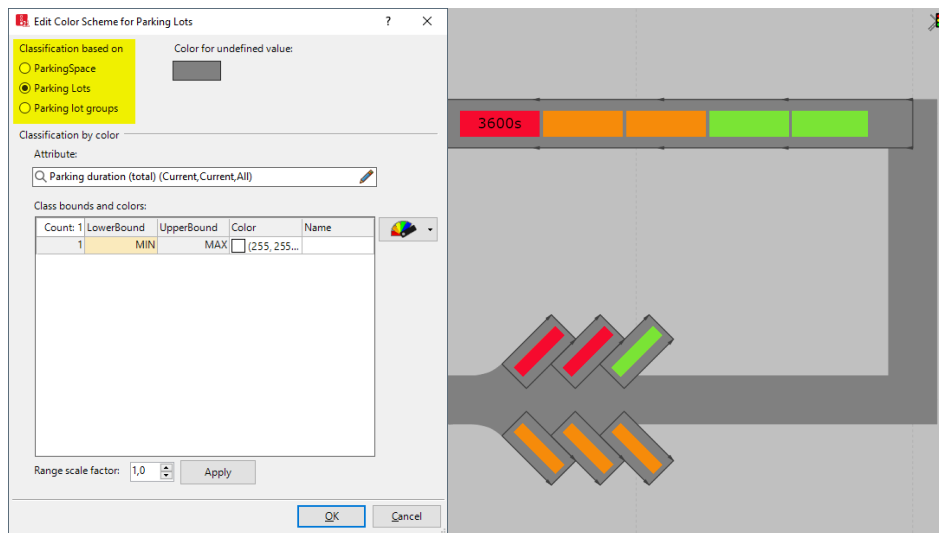 Edit Color Scheme for Parking Lots
? ×
Classification based on
Color for undefined value:
ParkingSpace
Parking Lots
Parking lot groups
Classification by color
Attribute:
Parking duration (total) (Current,Current,All)
Class bounds and colors:
Count: 1 LowerBound UpperBound Color Name
1 MIN MAX (255, 255...
Range scale factor: 1,0 Apply
OK Cancel
3600s